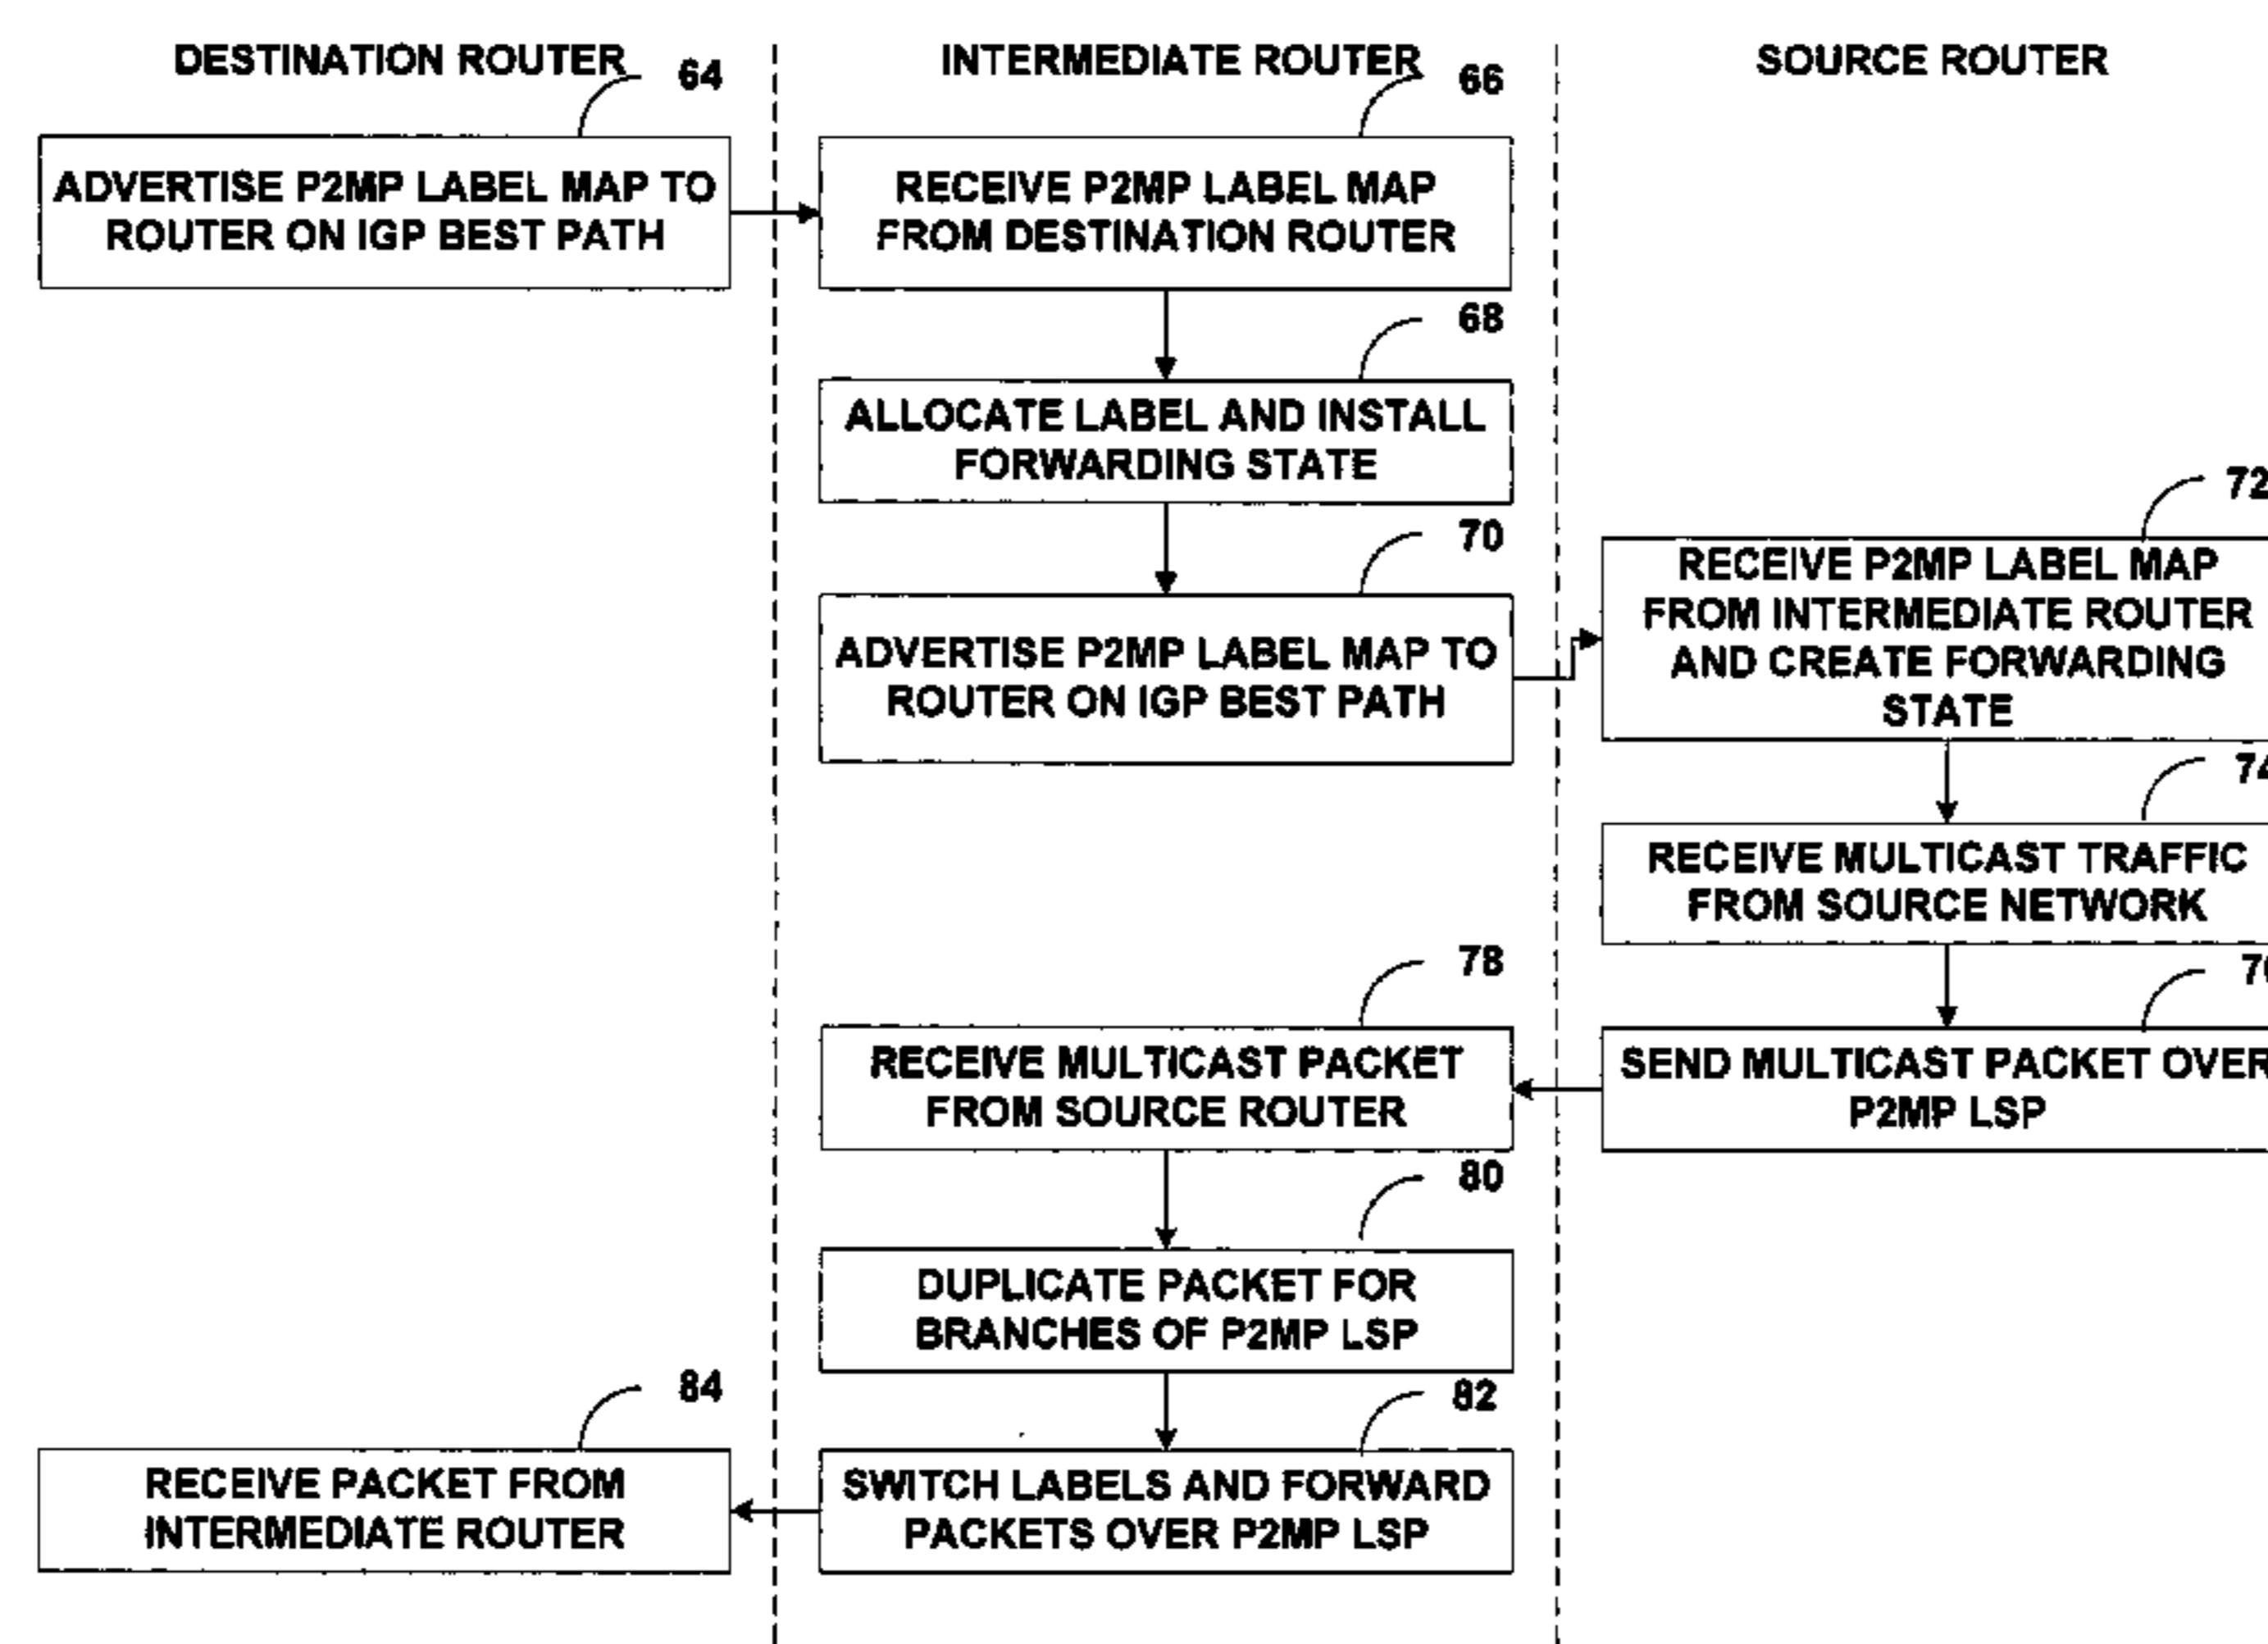 DESTINATION ROUTER
INTERMEDIATE ROUTER
SOURCE ROUTER
64
ADVERTISE P2MP LABEL MAP TO
ROUTER ON IGP BEST PATH
66
RECEIVE P2MP LABEL MAP
FROM DESTINATION ROUTER
68
ALLOCATE LABEL AND INSTALL
FORWARDING STATE
70
ADVERTISE P2MP LABEL MAP TO
ROUTER ON IGP BEST PATH
72
RECEIVE P2MP LABEL MAP
FROM INTERMEDIATE ROUTER
AND CREATE FORWARDING
STATE
74
RECEIVE MULTICAST TRAFFIC
FROM SOURCE NETWORK
SEND MULTICAST PACKET OVER
P2MP LSP
78
RECEIVE MULTICAST PACKET
FROM SOURCE ROUTER
80
DUPLICATE PACKET FOR
BRANCHES OF P2MP LSP
82
SWITCH LABELS AND FORWARD
PACKETS OVER P2MP LSP
84
RECEIVE PACKET FROM
INTERMEDIATE ROUTER